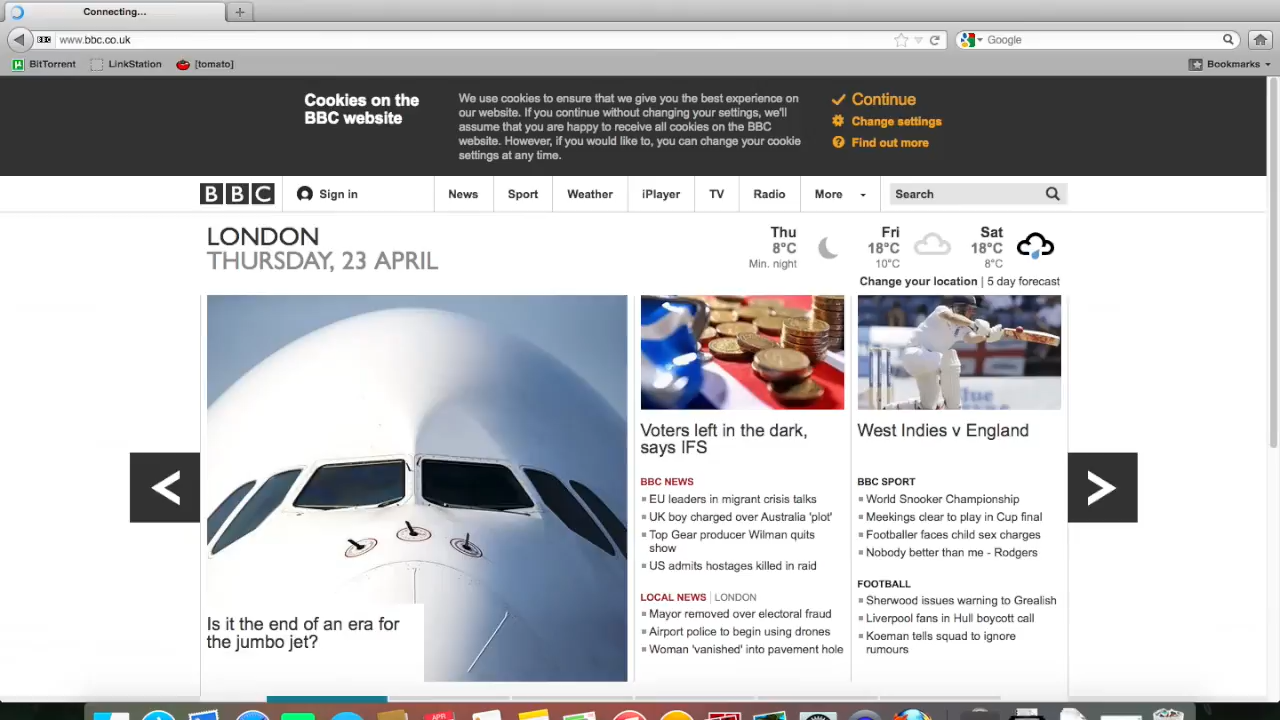 Connecting...
www.bbc.co.uk
Google
BitTorrent
LinkStation
[tomato]
Bookmarks
Cookies on the
BBC website
We use cookies to ensure that we give you the best experience on
our website. If you continue without changing your settings, we'll
assume that you are happy to receive all cookies on the BBC
website. However, if you would like to, you can change your cookie
settings at any time.
Continue
Change settings
Find out more
BBC
Sign in
News
Sport
Weather
iPlayer
TV
Radio
More
Search
LONDON
THURSDAY, 23 APRIL
Thu
8°C
Min. night
Fri
18°C
10°C
Sat
18°C
8°C
Change your location | 5 day forecast
Is it the end of an era for
the jumbo jet?
Voters left in the dark,
says IFS
BBC NEWS
EU leaders in migrant crisis talks
UK boy charged over Australia 'plot'
Top Gear producer Wilman quits
show
US admits hostages killed in raid
LOCAL NEWS | LONDON
Mayor removed over electoral fraud
Airport police to begin using drones
Woman 'vanished' into pavement hole
West Indies v England
BBC SPORT
World Snooker Championship
Meekings clear to play in Cup final
Footballer faces child sex charges
Nobody better than me - Rodgers
FOOTBALL
Sherwood issues warning to Grealish
Liverpool fans in Hull boycott call
Koeman tells squad to ignore
rumours
APR